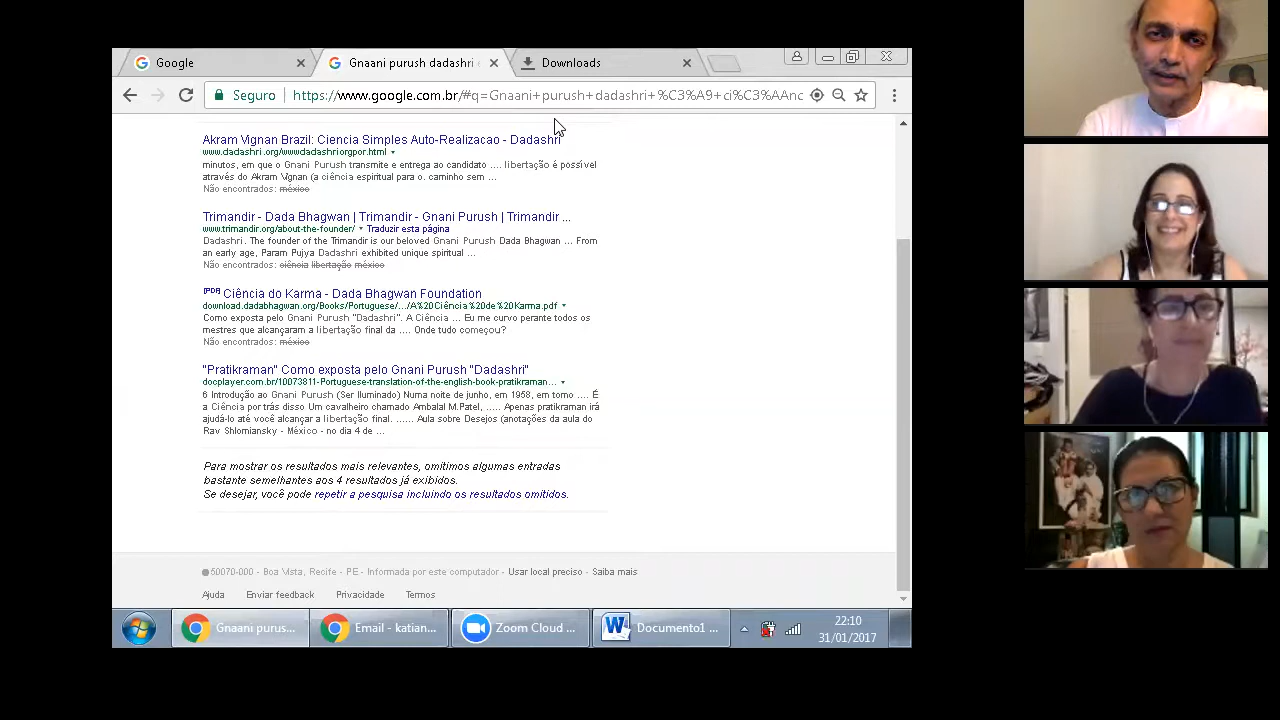 Google
Gnaani purush dadashri
Downloads
Seguro
https://www.google.com.br/#q=Gnaani+purush+dadashri+%C3%A9+ci%C3%AAnc
Akram Vignan Brazil: Ciencia Simples Auto-Realizacao - Dadashri
www.dadashri.org/wwwdadashriorgpor.html
minutos, em que o Gnani Purush transmite e entrega ao candidato .... libertação é possível
através do Akram Vignan (a ciência espiritual para o. caminho sem ...
Não encontrados: méxico
Trimandir - Dada Bhagwan | Trimandir - Gnani Purush | Trimandir ...
www.trimandir.org/about-the-founder/ Traduzir esta página
Dadashri. The founder of the Trimandir is our beloved Gnani Purush Dada Bhagwan ... From
an early age, Param Pujya Dadashri exhibited unique spiritual ...
Não encontrados: ciência libertação méxico
[PDF] Ciência do Karma - Dada Bhagwan Foundation
download.dadabhagwan.org/Books/Portuguese/.../A%20Ciência%20de%20Karma.pdf
Como exposta pelo Gnani Purush "Dadashri". A Ciência ... Eu me curvo perante todos os
mestres que alcançaram a libertação final da .... Onde tudo começou?
Não encontrados: méxico
"Pratikraman" Como exposta pelo Gnani Purush "Dadashri"
docplayer.com.br/10073811-Portuguese-translation-of-the-english-book-pratikraman...
6 Introdução ao Gnani Purush (Ser Iluminado) Numa noite de junho, em 1958, em torno .... É
a Ciência por trás disso Um cavalheiro chamado Ambalal M.Patel, ..... Apenas pratikraman irá
ajudá-lo até você alcançar a libertação final. ...... Aula sobre Desejos (anotações da aula do
Rav Shlomiansky - México - no dia 4 de ...
Para mostrar os resultados mais relevantes, omitimos algumas entradas
bastante semelhantes aos 4 resultados já exibidos.
Se desejar, você pode repetir a pesquisa incluindo os resultados omitidos.
50070-000 - Boa Vista, Recife - PE - Informada por este computador - Usar local preciso - Saiba mais
Ajuda Enviar feedback Privacidade Termos
Gnaani purus...
Email - katian...
Zoom Cloud ...
Documento1 ...
22:10
31/01/2017